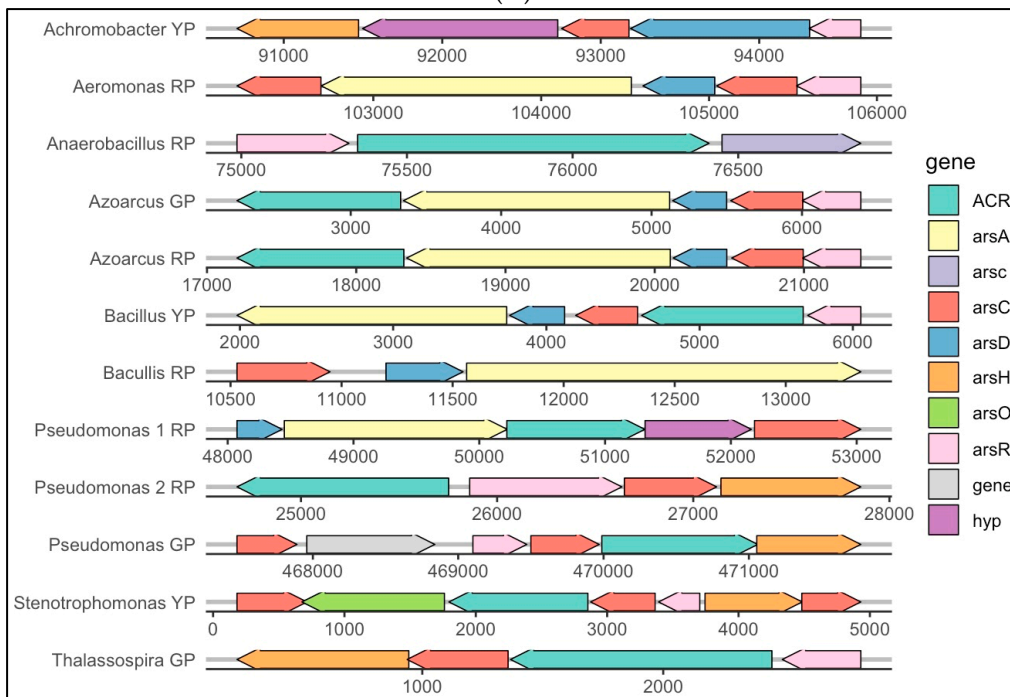 Achromobacter YP
91000 92000 93000 94000
Aeromonas RP
103000 104000 105000 106000
Anaerobacillus RP
75000 75500 76000 76500
Azoarcus GP
3000 4000 5000 6000
Azoarcus RP
17000 18000 19000 20000 21000
Bacillus YP
2000 3000 4000 5000 6000
Bacullis RP
10500 11000 11500 12000 12500 13000
Pseudomonas 1 RP
48000 49000 50000 51000 52000 53000
Pseudomonas 2 RP
25000 26000 27000 28000
Pseudomonas GP
468000 469000 470000 471000
Stenotrophomonas YP
0 1000 2000 3000 4000 5000
Thalassospira GP
1000 2000
gene
ACR
arsA
arsc
arsC
arsD
arsH
arsO
arsR
gene
hyp